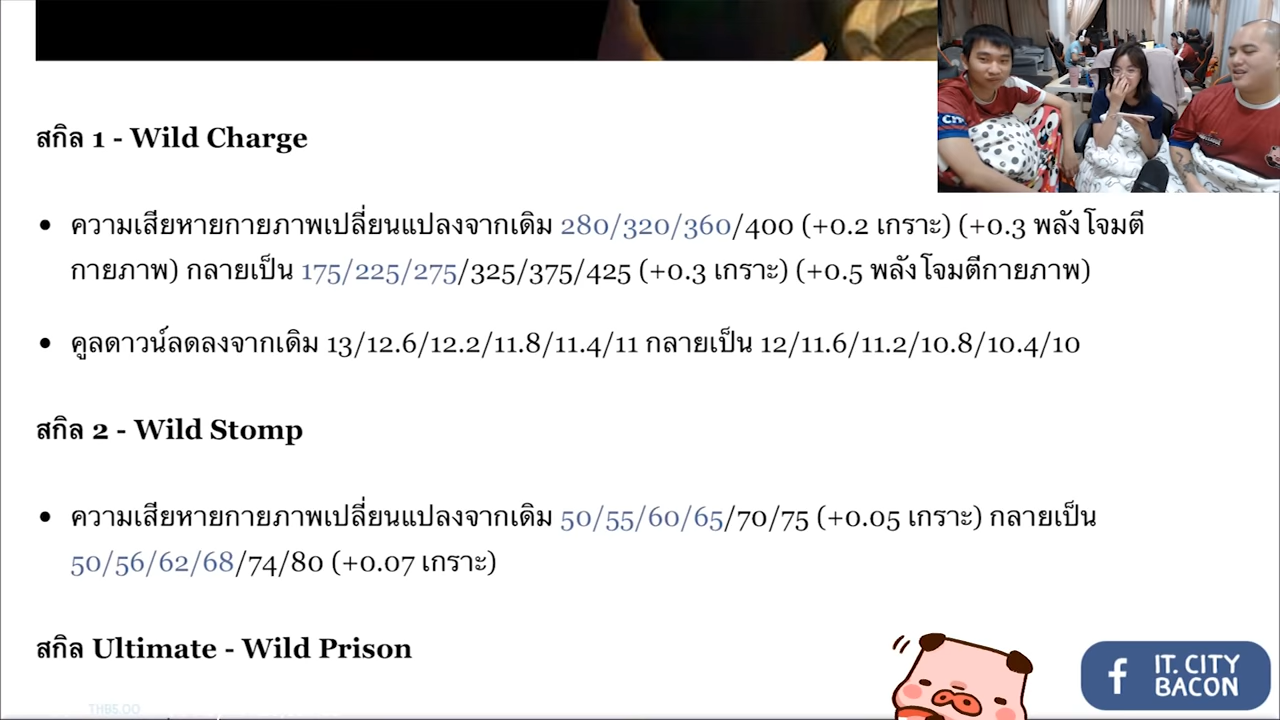 สกิล 1 - Wild Charge
ความเสียหายกายภาพเปลี่ยนแปลงจากเดิม 280/320/360/400 (+0.2 เกราะ) (+0.3 พลังโจมตี
กายภาพ) กลายเป็น 175/225/275/325/375/425 (+0.3 เกราะ) (+0.5 พลังโจมตีกายภาพ)
คูลดาวน์ลดลงจากเดิม 13/12.6/12.2/11.8/11.4/11 กลายเป็น 12/11.6/11.2/10.8/10.4/10
สกิล 2 - Wild Stomp
ความเสียหายกายภาพเปลี่ยนแปลงจากเดิม 50/55/60/65/70/75 (+0.05 เกราะ) กลายเป็น
50/56/62/68/74/80 (+0.07 เกราะ)
สกิล Ultimate - Wild Prison
IT. CITY
BACON
THB5.00